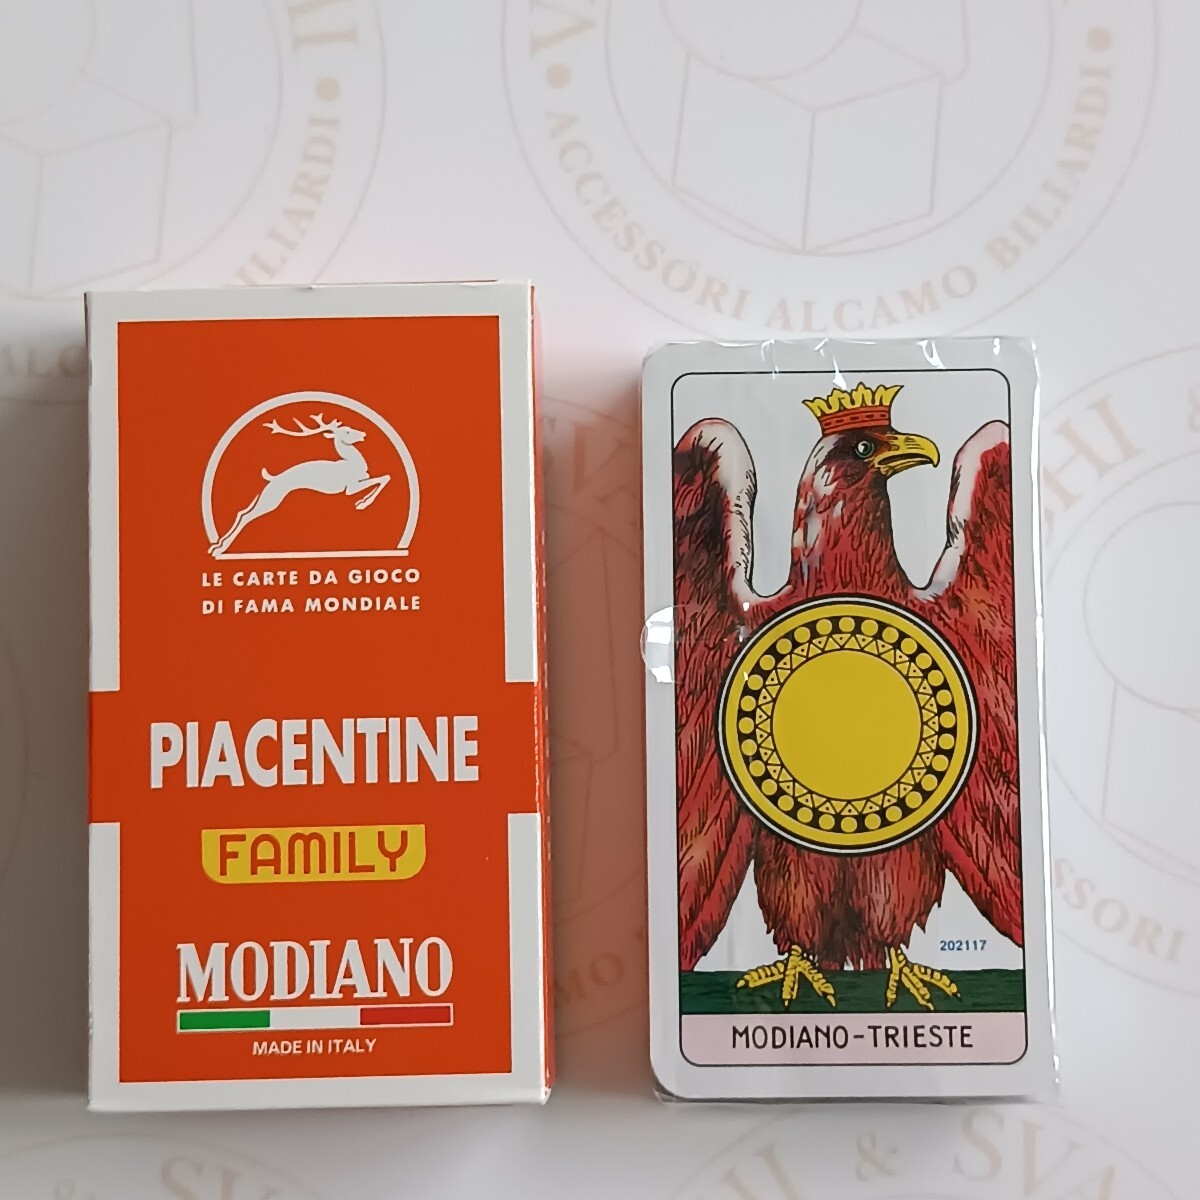 LE CARTE DA GIOCO
DI FAMA MONDIALE
PIACENTINE
FAMILY
MODIANO
MADE IN ITALY
202117
MODIANO-TRIESTE
ACCESSORI ALCAMO BILIARDI